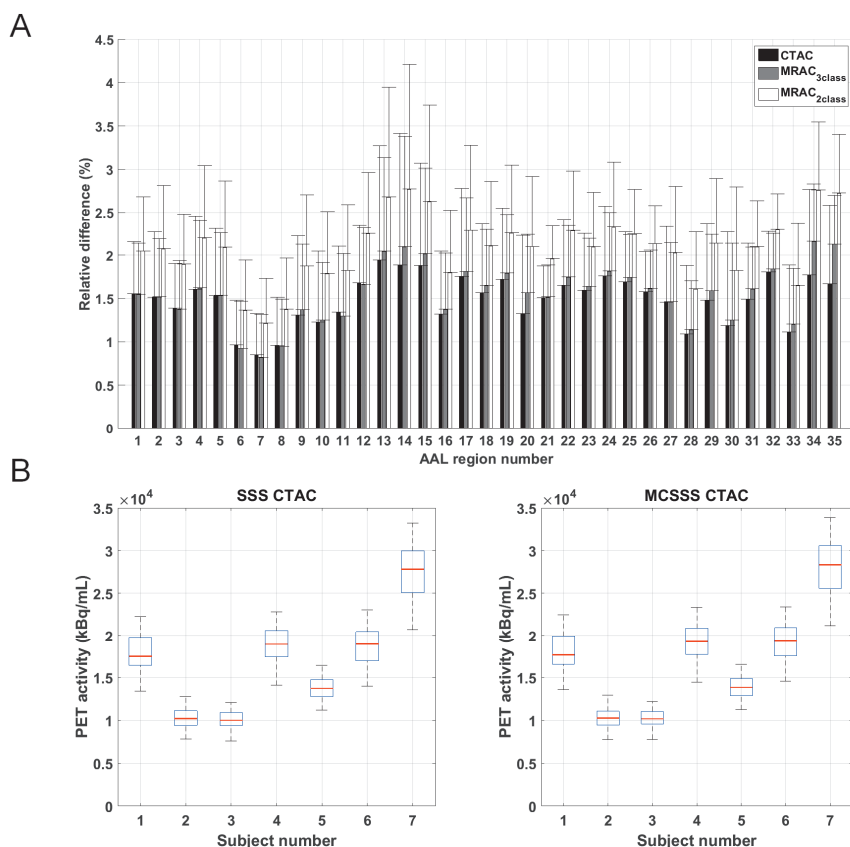 A
4.5
4
3.5
3
2.5
2
1.5
1
0.5
0
Relative difference (%)
CTAC
MRAC3class
MRAC2class
1 2 3 4 5 6 7 8 9 10 11 12 13 14 15 16 17 18 19 20 21 22 23 24 25 26 27 28 29 30 31 32 33 34 35
AAL region number
B
×10⁴
SSS CTAC
3.5
3
2.5
2
1.5
1
0.5
0
PET activity (kBq/mL)
1 2 3 4 5 6 7
Subject number
×10⁴
MCSSS CTAC
3.5
3
2.5
2
1.5
1
0.5
0
PET activity (kBq/mL)
1 2 3 4 5 6 7
Subject number